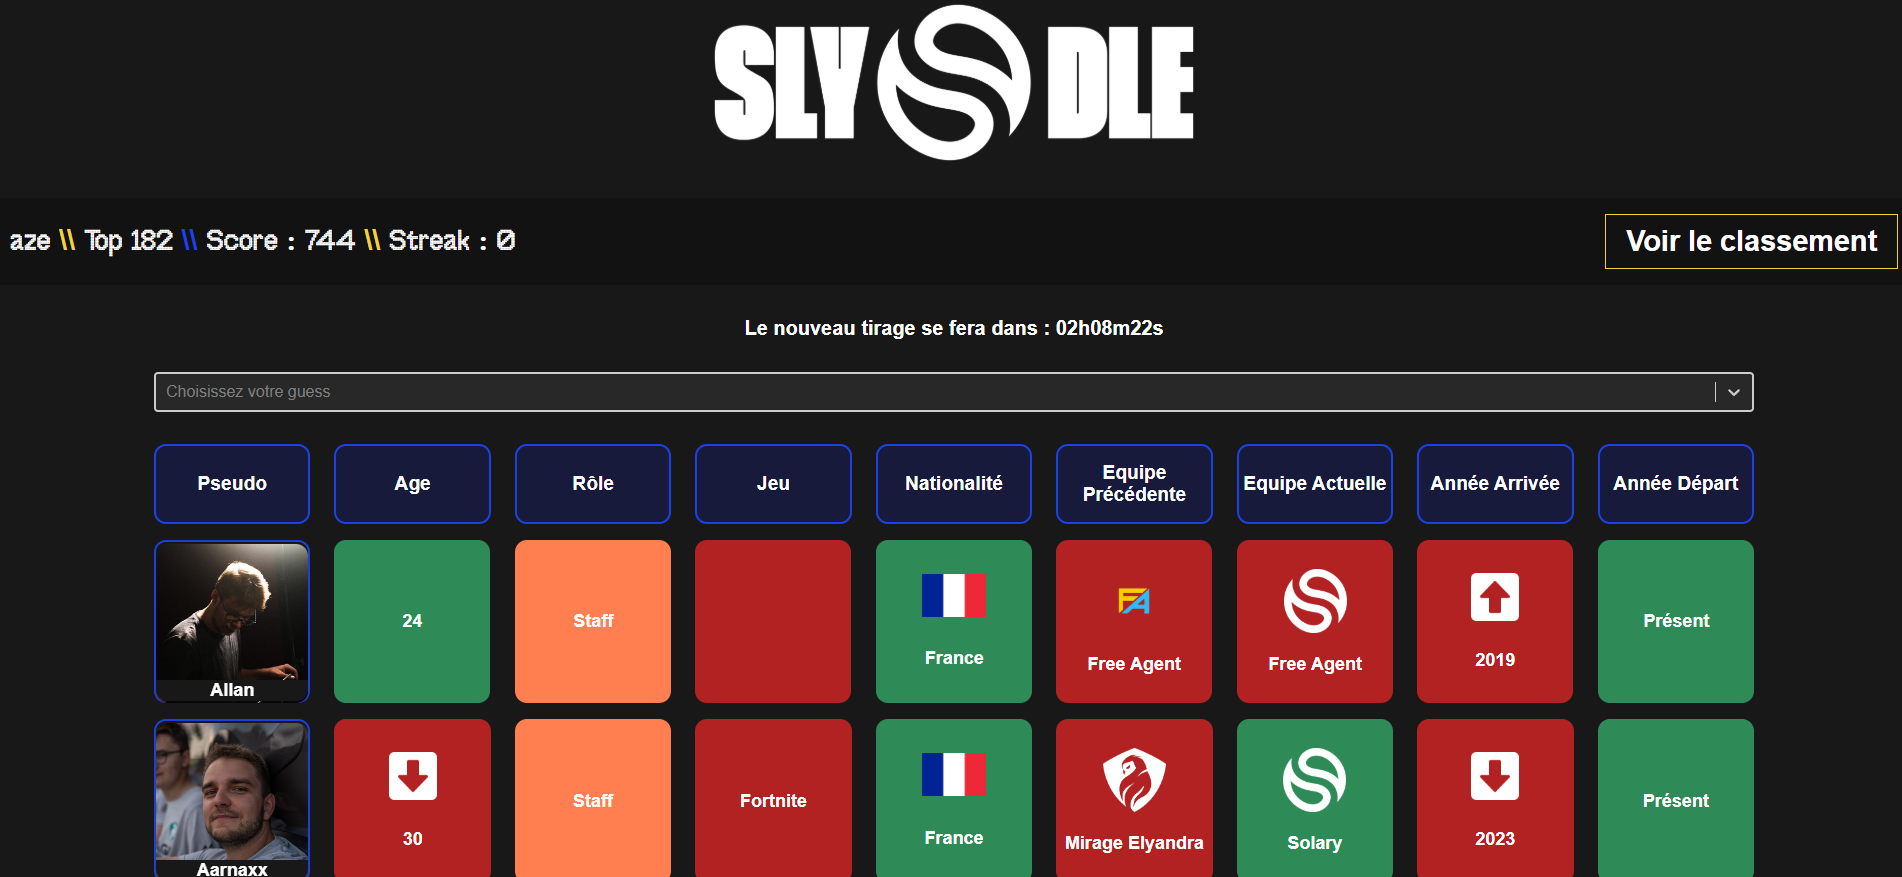 SLY DLE
aze \\ Top 182 \\ Score : 744 \\ Streak : 0
Voir le classement
Le nouveau tirage se fera dans : 02h08m22s
Choisissez votre guess
Pseudo
Age
Rôle
Jeu
Nationalité
Equipe
Précédente
Equipe Actuelle
Année Arrivée
Année Départ
Allan
24
Staff
France
FA
Free Agent
Free Agent
2019
Présent
Aarnaxx
30
Staff
Fortnite
France
Mirage Elyandra
Solary
2023
Présent